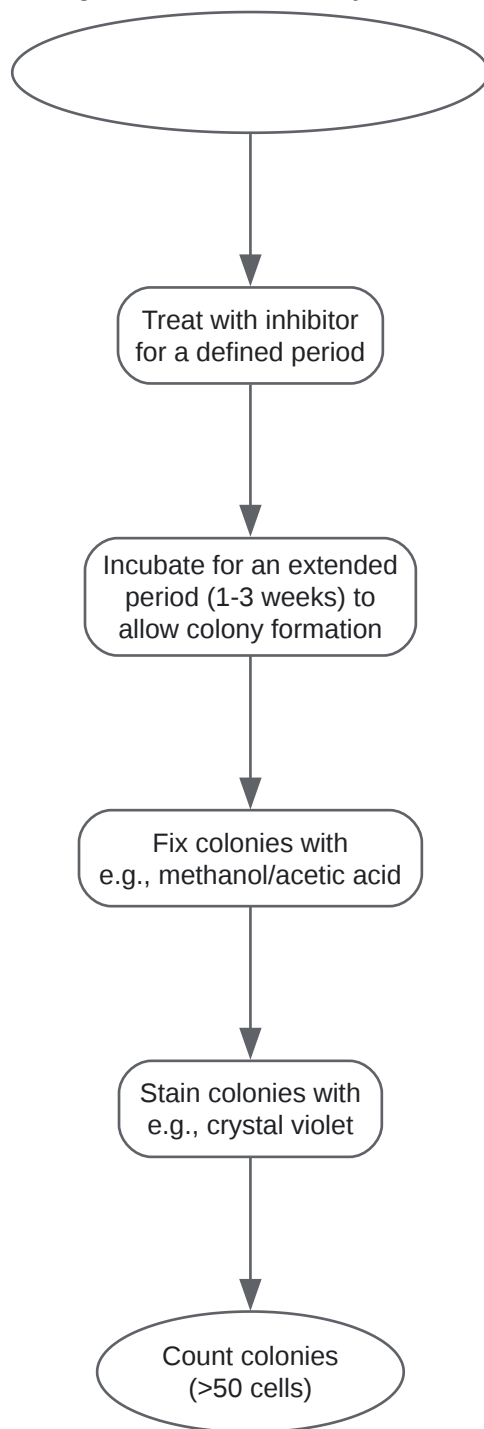 Treat with inhibitor
for a defined period
Incubate for an extended
period (1-3 weeks) to
allow colony formation
Fix colonies with
e.g., methanol/acetic acid
Stain colonies with
e.g., crystal violet
Count colonies
(>50 cells)